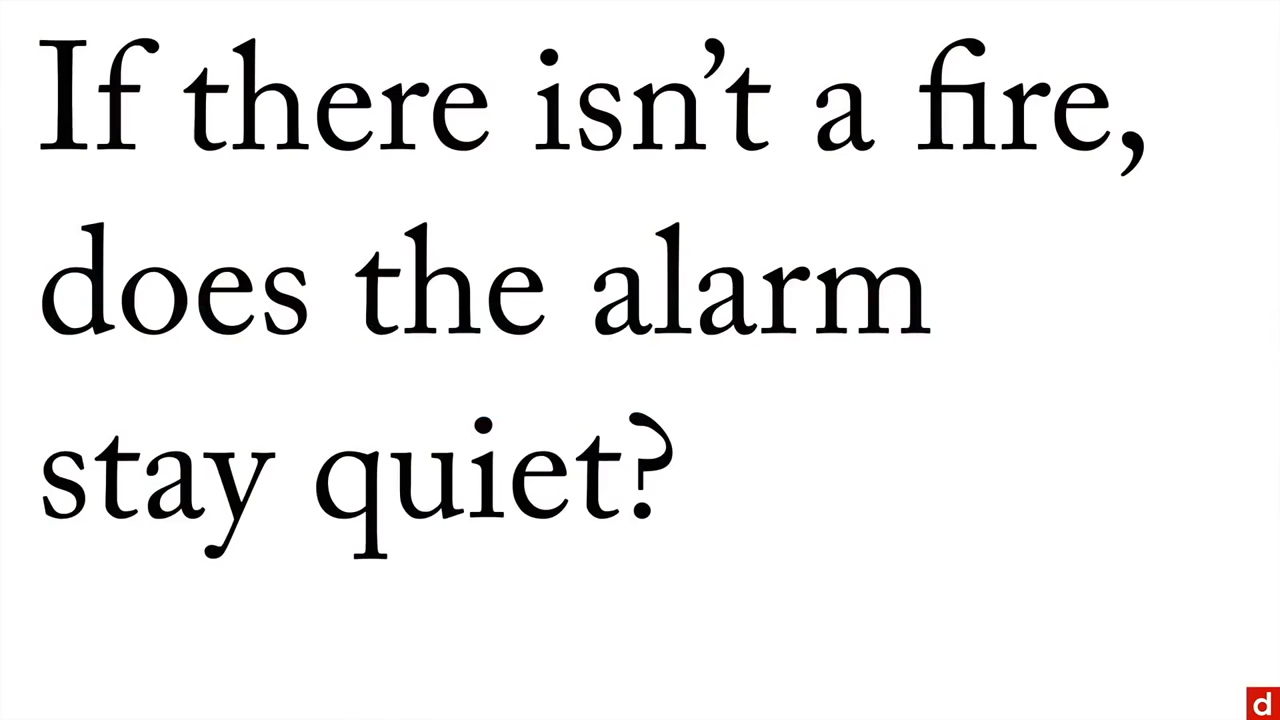 If there isn’t a fire,
does the alarm
stay quiet?
d